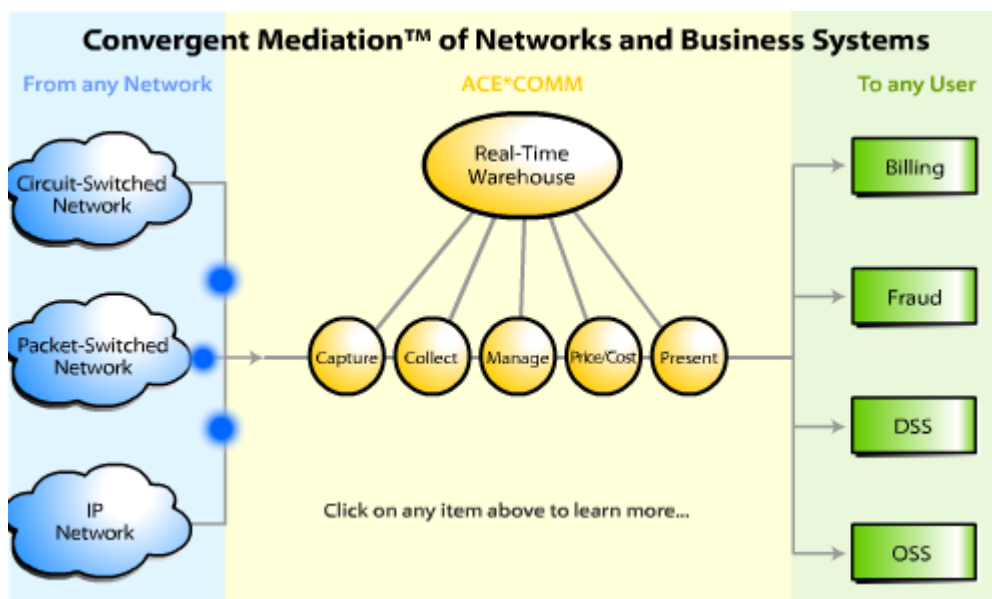 Convergent Mediation™ of Networks and Business Systems
From any Network
ACE*COMM
To any User
Real-Time
Warehouse
Circuit-Switched
Network
Packet-Switched
Network
IP
Network
Capture
Collect
Manage
Price/Cost
Present
Billing
Fraud
DSS
OSS
Click on any item above to learn more...